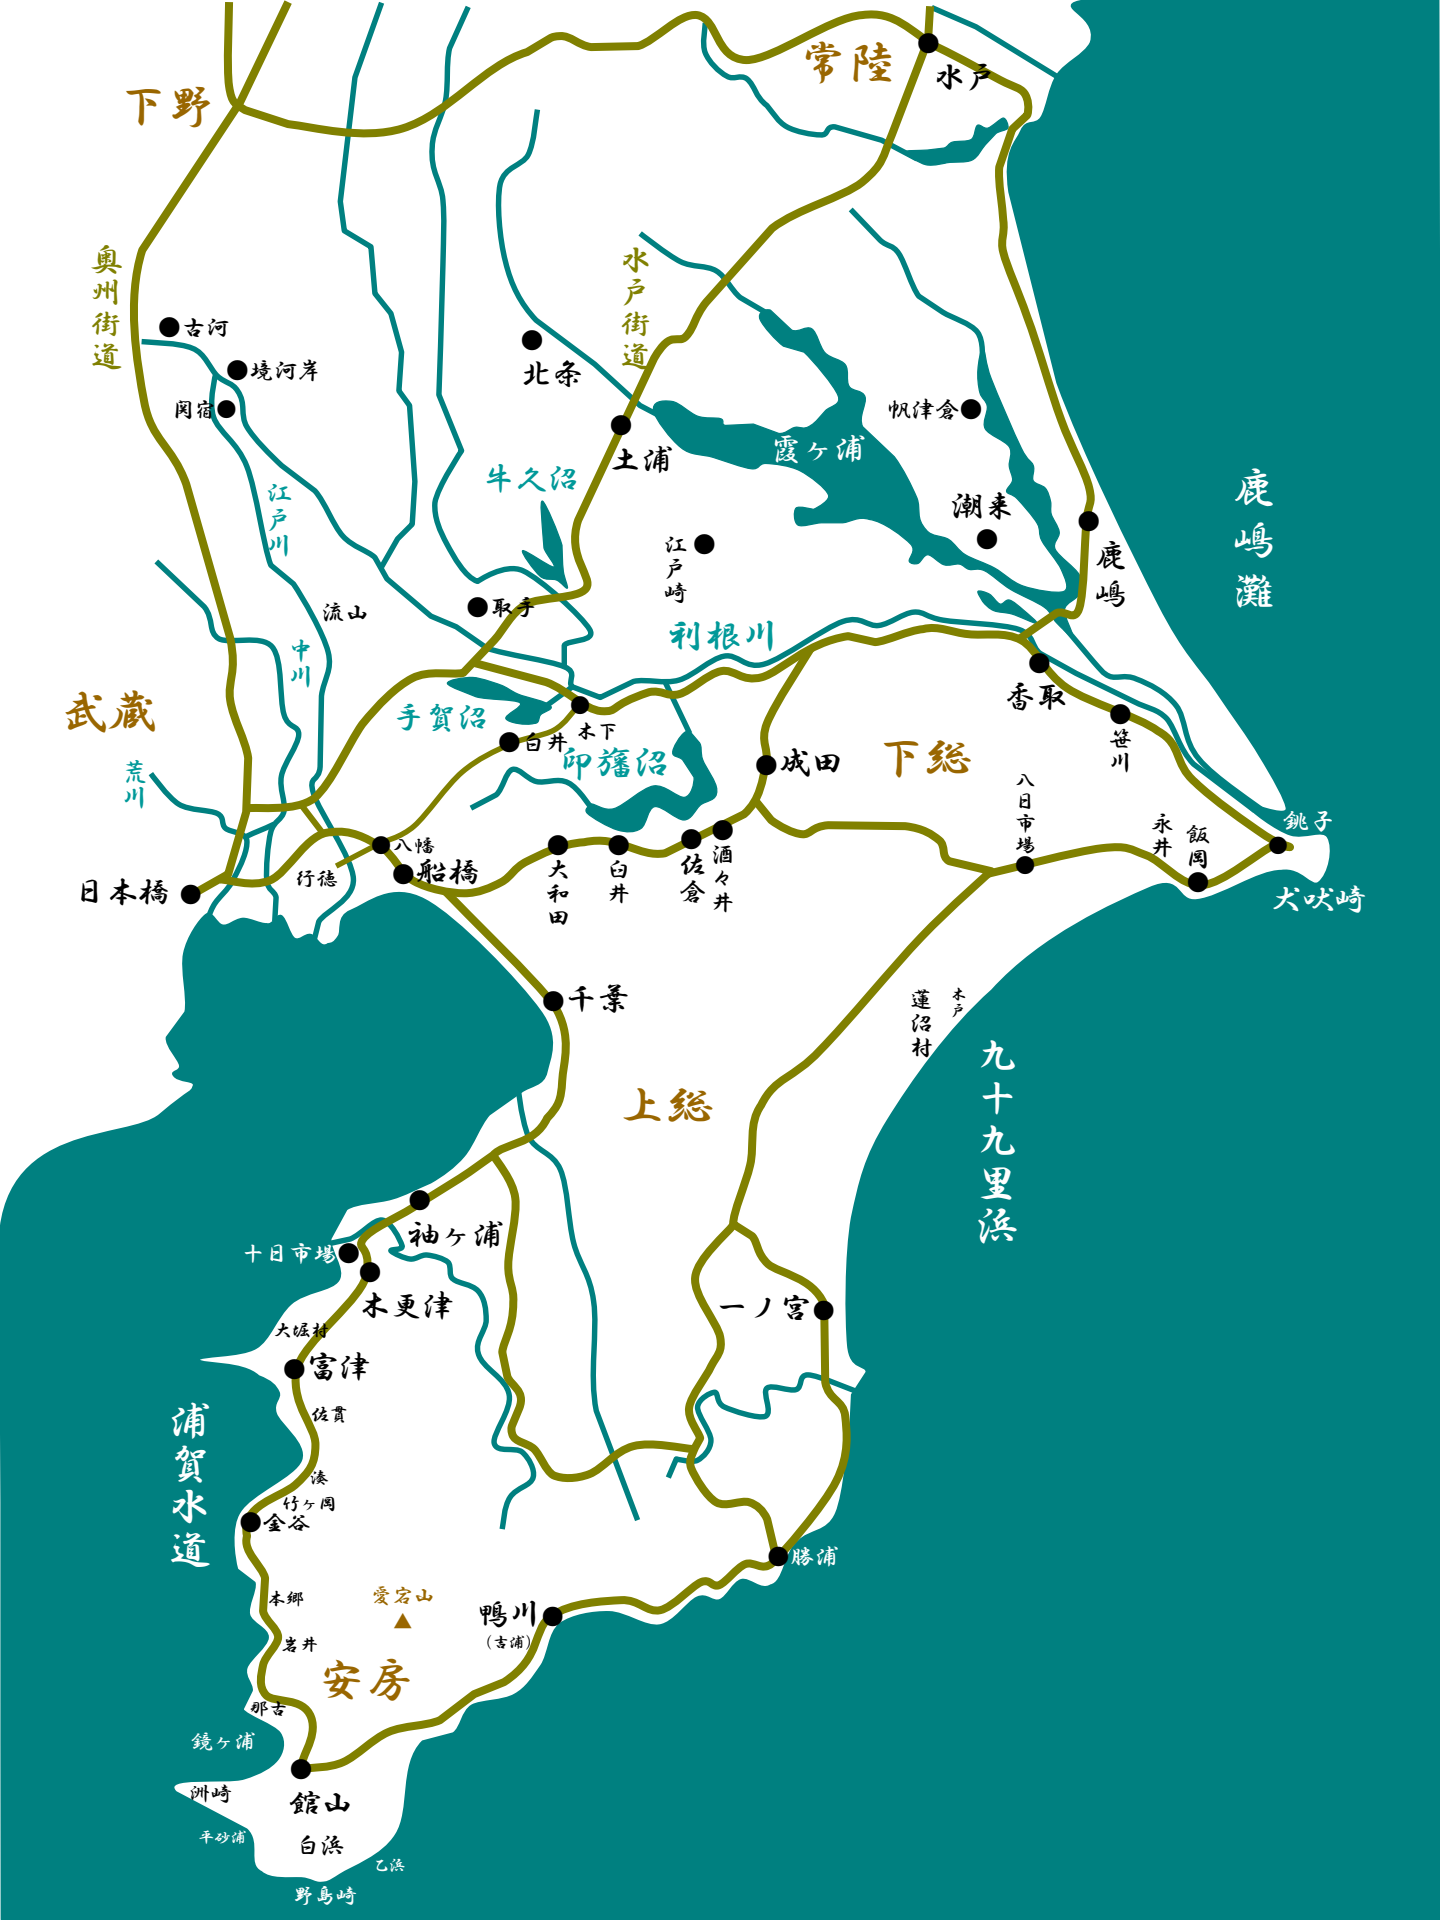 常陸
水戸
下野
奥州街道
水戸街道
古河
境河岸
関宿
北条
帆津倉
土浦
霞ヶ浦
牛久沼
潮来
江戸川
江戸崎
鹿嶋
鹿嶋灘
取手
流山
利根川
中川
武蔵
手賀沼
香取
木下
白井
印旛沼
成田
下総
笹川
荒川
八日市場
永井
飯岡
銚子
八幡
船橋
行徳
日本橋
大和田
臼井
佐倉
酒々井
犬吠崎
千葉
蓮沼村
木戸
九十九里浜
上総
袖ヶ浦
十日市場
木更津
一ノ宮
大堀村
富津
浦賀水道
佐貫
湊
竹ヶ岡
金谷
勝浦
本郷
愛宕山
鴨川
(吉浦)
岩井
安房
那古
鏡ヶ浦
洲崎
館山
平砂浦
白浜
乙浜
野島崎